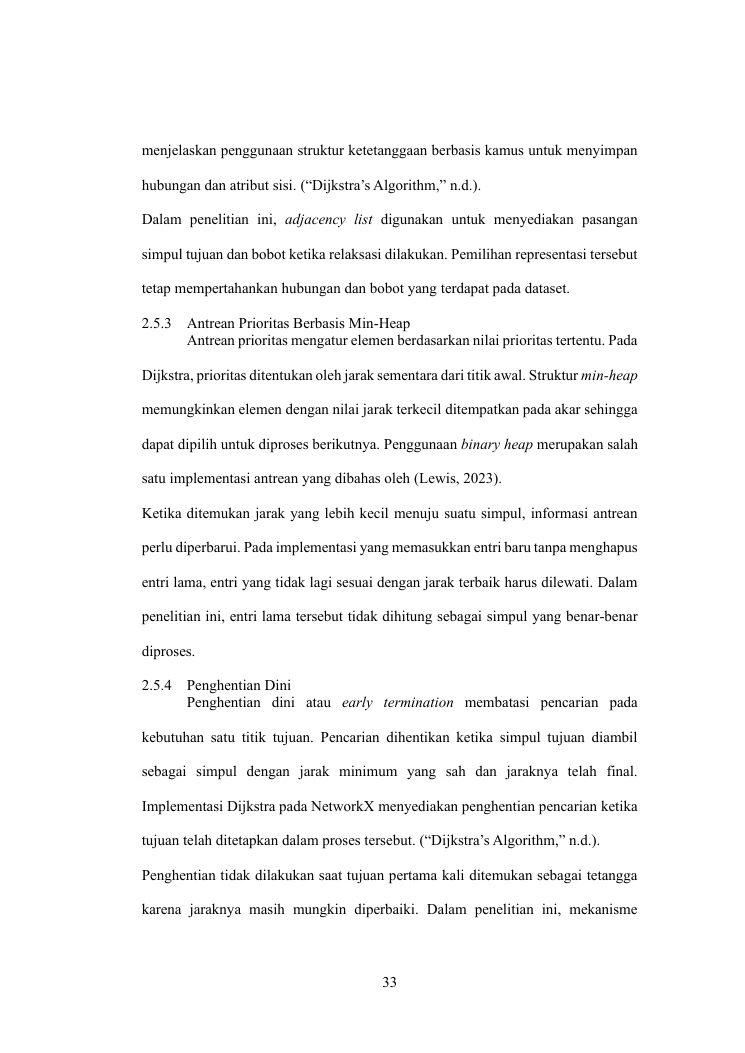 menjelaskan penggunaan struktur ketetanggaan berbasis kamus untuk menyimpan
hubungan dan atribut sisi. (“Dijkstra’s Algorithm,” n.d.).
Dalam penelitian ini, adjacency list digunakan untuk menyediakan pasangan
simpul tujuan dan bobot ketika relaksasi dilakukan. Pemilihan representasi tersebut
tetap mempertahankan hubungan dan bobot yang terdapat pada dataset.
2.5.3 Antrean Prioritas Berbasis Min-Heap
Antrean prioritas mengatur elemen berdasarkan nilai prioritas tertentu. Pada
Dijkstra, prioritas ditentukan oleh jarak sementara dari titik awal. Struktur min-heap
memungkinkan elemen dengan nilai jarak terkecil ditempatkan pada akar sehingga
dapat dipilih untuk diproses berikutnya. Penggunaan binary heap merupakan salah
satu implementasi antrean yang dibahas oleh (Lewis, 2023).
Ketika ditemukan jarak yang lebih kecil menuju suatu simpul, informasi antrean
perlu diperbarui. Pada implementasi yang memasukkan entri baru tanpa menghapus
entri lama, entri yang tidak lagi sesuai dengan jarak terbaik harus dilewati. Dalam
penelitian ini, entri lama tersebut tidak dihitung sebagai simpul yang benar-benar
diproses.
2.5.4 Penghentian Dini
Penghentian dini atau early termination membatasi pencarian pada
kebutuhan satu titik tujuan. Pencarian dihentikan ketika simpul tujuan diambil
sebagai simpul dengan jarak minimum yang sah dan jaraknya telah final.
Implementasi Dijkstra pada NetworkX menyediakan penghentian pencarian ketika
tujuan telah ditetapkan dalam proses tersebut. (“Dijkstra’s Algorithm,” n.d.).
Penghentian tidak dilakukan saat tujuan pertama kali ditemukan sebagai tetangga
karena jaraknya masih mungkin diperbaiki. Dalam penelitian ini, mekanisme
33